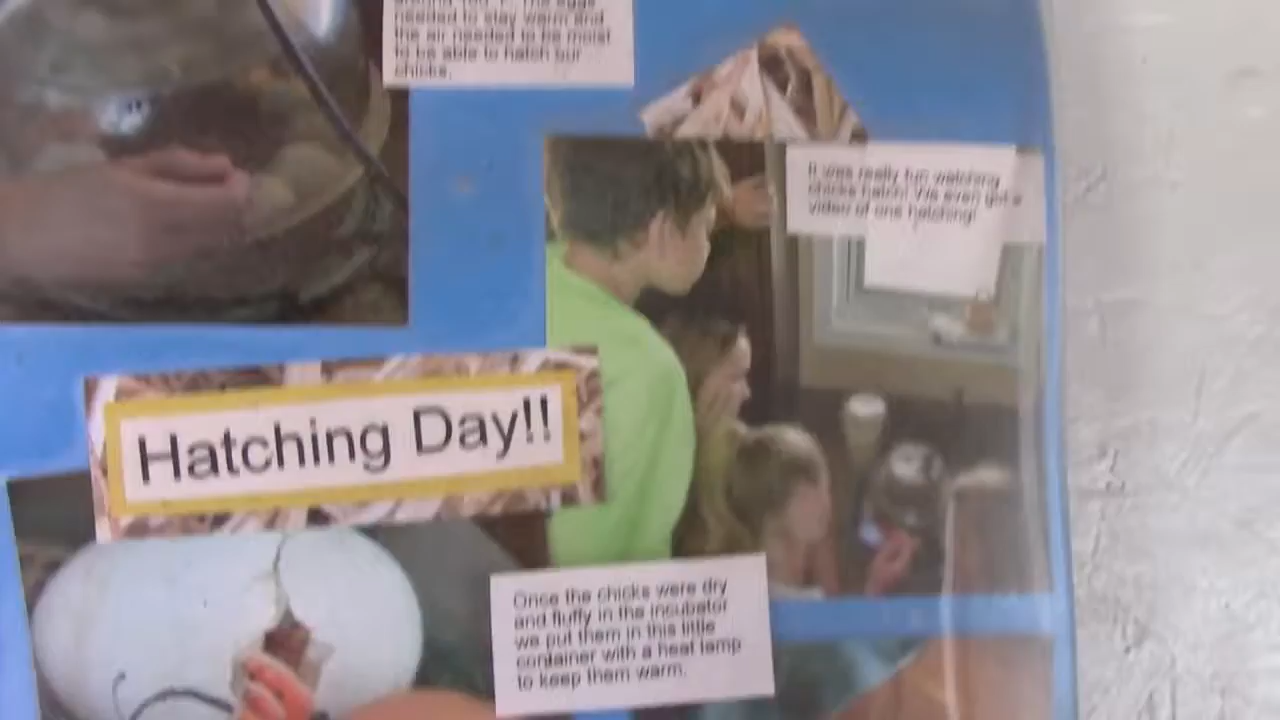 needed to stay warm and
the air needed to be moist
to be able to hatch our
chicks.
It was really fun watching
chicks hatch! We even got a
video of one hatching!
Hatching Day!!
Once the chicks were dry
and fluffy in the incubator
we put them in this little
container with a heat lamp
to keep them warm.